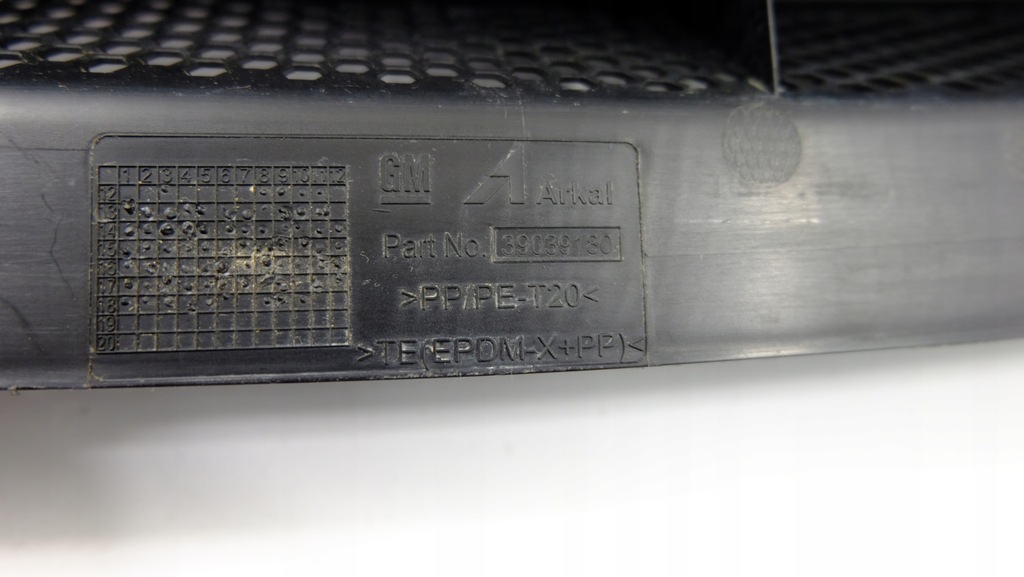 1 2 3 4 5 6 7 8 9 10 11 12
12
13
14
15
16
17
18
19
20
GM
Arkal
Part No. 39039180
>PP/PE-T20<
>TE(EPDM-X+PP)<